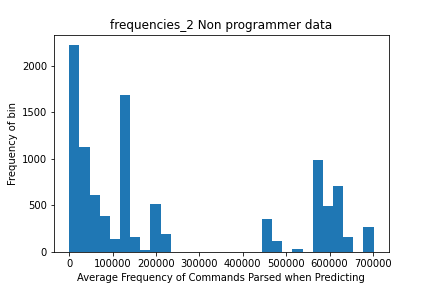 frequencies_2 Non programmer data
Frequency of bin
2000
1500
1000
500
0
0 100000 200000 300000 400000 500000 600000 700000
Average Frequency of Commands Parsed when Predicting